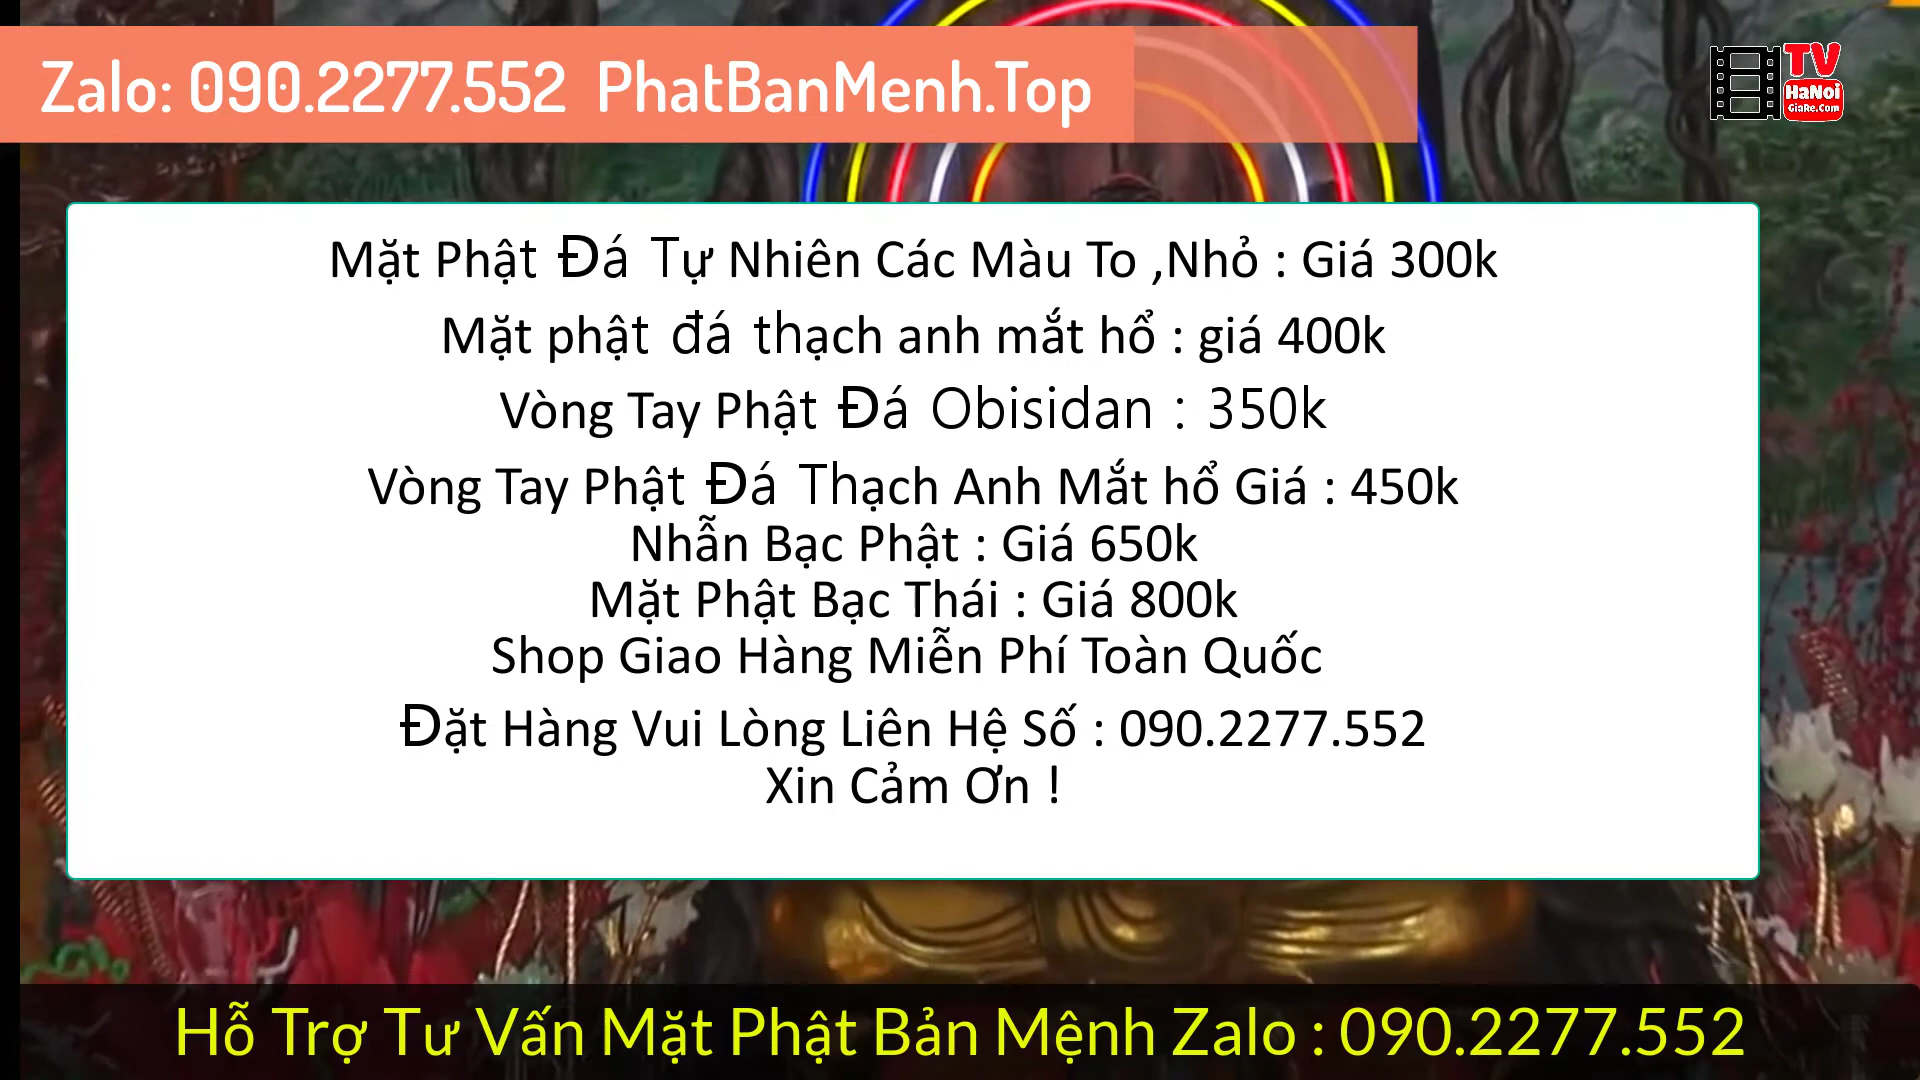 Zalo: 090.2277.552 PhatBanMenh.Top
TV
HaNoi
GiaRe.Com
Mặt Phật Đá Tự Nhiên Các Màu To ,Nhỏ : Giá 300k
Mặt phật đá thạch anh mắt hổ : giá 400k
Vòng Tay Phật Đá Obisidan : 350k
Vòng Tay Phật Đá Thạch Anh Mắt hổ Giá : 450k
Nhẫn Bạc Phật : Giá 650k
Mặt Phật Bạc Thái : Giá 800k
Shop Giao Hàng Miễn Phí Toàn Quốc
Đặt Hàng Vui Lòng Liên Hệ Số : 090.2277.552
Xin Cảm Ơn !
Hỗ Trợ Tư Vấn Mặt Phật Bản Mệnh Zalo : 090.2277.552